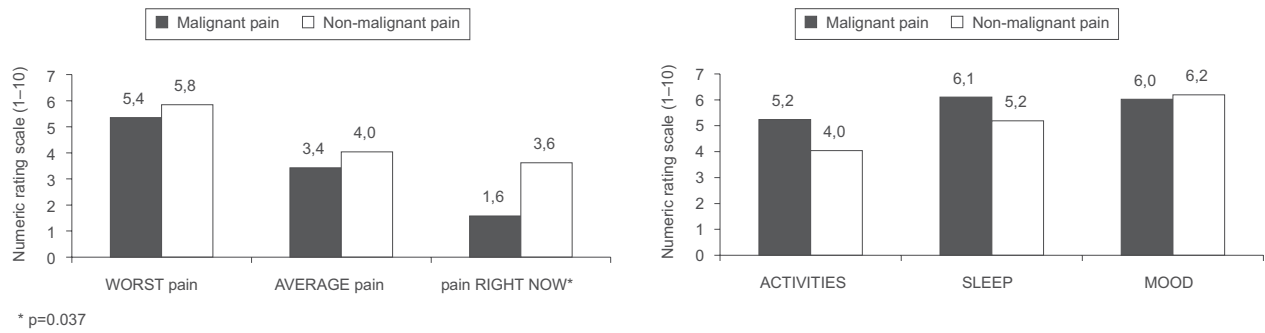 Malignant pain Non-malignant pain
Numeric rating scale (1–10)
7
6
5
4
3
2
1
0
5,4
5,8
3,4
4,0
1,6
3,6
WORST pain
AVERAGE pain
pain RIGHT NOW*
* p=0.037
Malignant pain Non-malignant pain
Numeric rating scale (1–10)
7
6
5
4
3
2
1
0
5,2
4,0
6,1
5,2
6,0
6,2
ACTIVITIES
SLEEP
MOOD